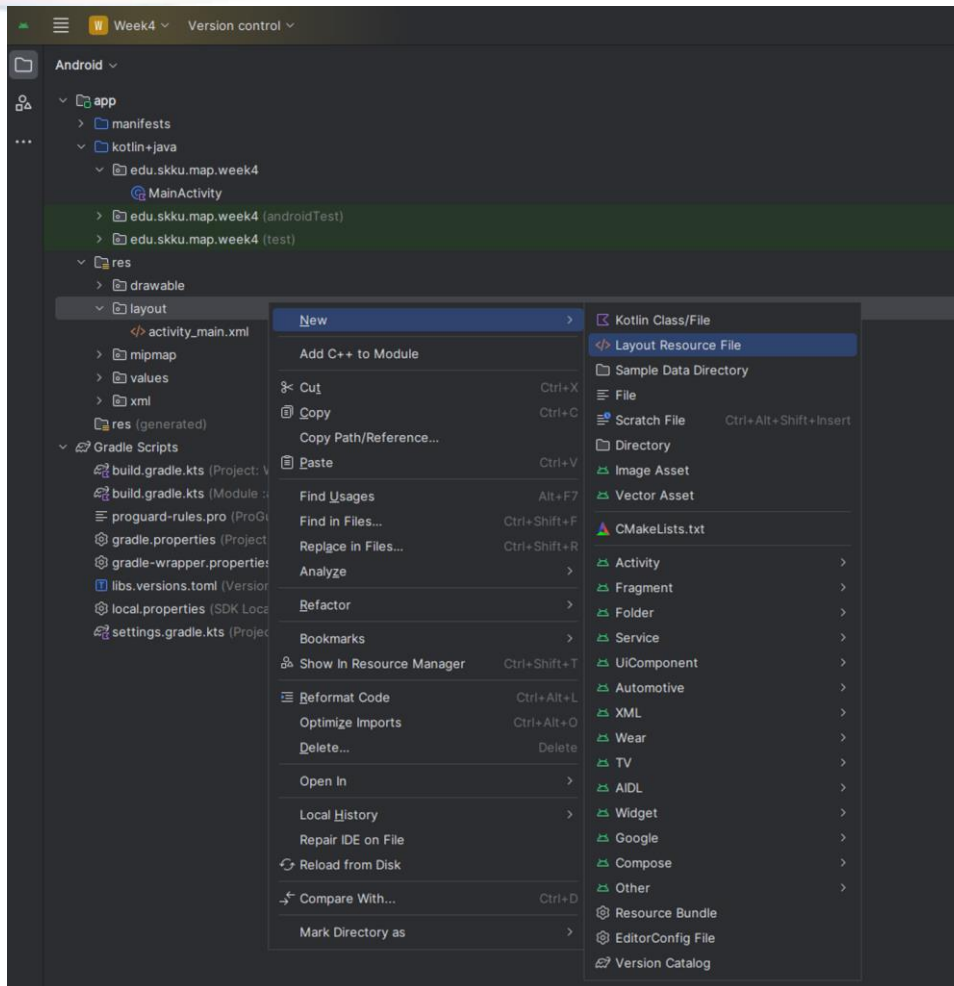 W Week4 Version control
Android
app
manifests
kotlin+java
edu.skku.map.week4
MainActivity
edu.skku.map.week4 (androidTest)
edu.skku.map.week4 (test)
res
drawable
layout
activity_main.xml
mipmap
values
xml
res (generated)
Gradle Scripts
build.gradle.kts (Project:
build.gradle.kts (Module
proguard-rules.pro
gradle.properties (Project
gradle-wrapper.properties
libs.versions.toml (Version
local.properties (SDK
settings.gradle.kts
New
Add C++ to Module
Cut Ctrl+X
Copy Ctrl+C
Copy Path/Reference...
Paste Ctrl+V
Find Usages Alt+F7
Find in Files... Ctrl+Shift+F
Replace in Files... Ctrl+Shift+R
Analyze
Refactor
Bookmarks
Show In Resource Manager Ctrl+Shift+T
Reformat Code Ctrl+Alt+L
Optimize Imports Ctrl+Alt+O
Delete... Delete
Open In
Local History
Repair IDE on File
Reload from Disk
Compare With... Ctrl+D
Mark Directory as
Kotlin Class/File
Layout Resource File
Sample Data Directory
File
Scratch File Ctrl+Alt+Shift+Insert
Directory
Image Asset
Vector Asset
CMakeLists.txt
Activity
Fragment
Folder
Service
UiComponent
Automotive
XML
Wear
TV
AIDL
Widget
Google
Compose
Other
Resource Bundle
EditorConfig File
Version Catalog